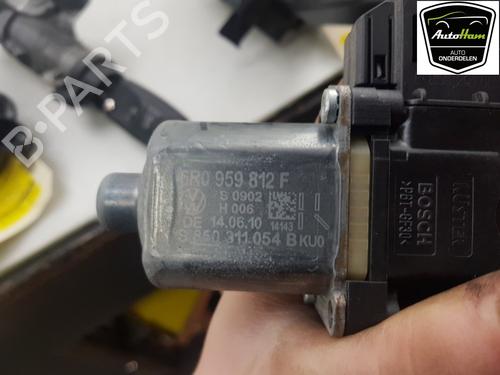 AutoHam
AUTO
ONDERDELEN
B-PARTS
6R0 959 812 F
S 0902
H 006
DE 14.06.10 14143
S 850 311 054 B KU0
BOSCH
KÜSTER